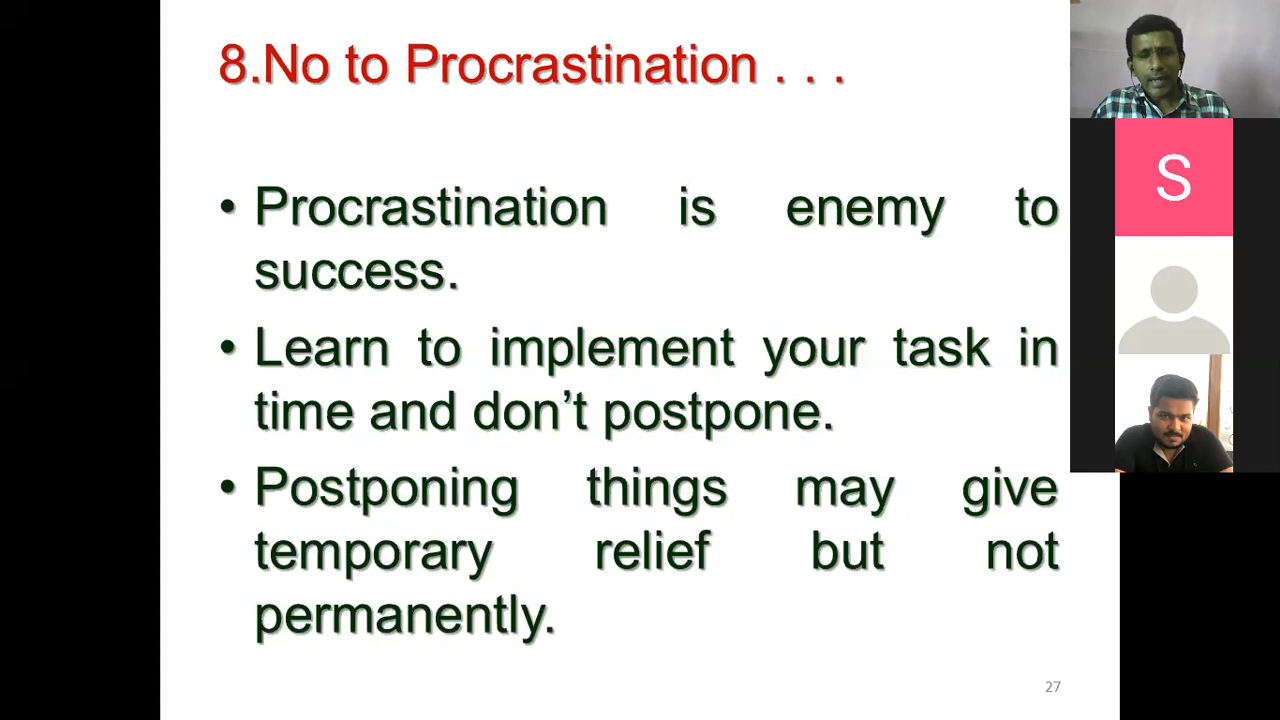 8.No to Procrastination . . .
• Procrastination is enemy to
success.
• Learn to implement your task in
time and don’t postpone.
• Postponing things may give
temporary relief but not
permanently.
27
S